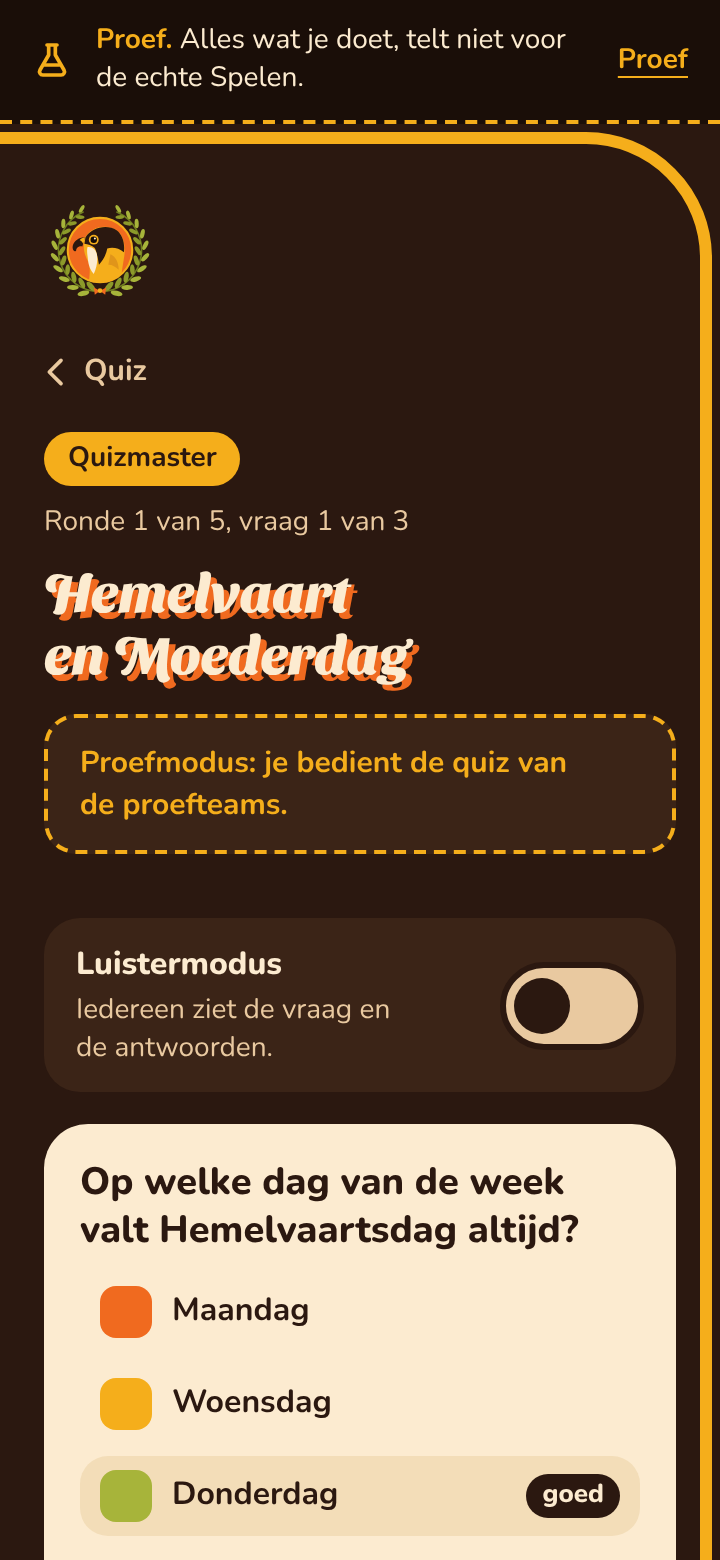 Proef. Alles wat je doet, telt niet voor
de echte Spelen.
Proef
Quiz
Quizmaster
Ronde 1 van 5, vraag 1 van 3
Hemelvaart
en Moederdag
Proefmodus: je bedient de quiz van
de proefteams.
Luistermodus
Iedereen ziet de vraag en
de antwoorden.
Op welke dag van de week
valt Hemelvaartsdag altijd?
Maandag
Woensdag
Donderdag
goed